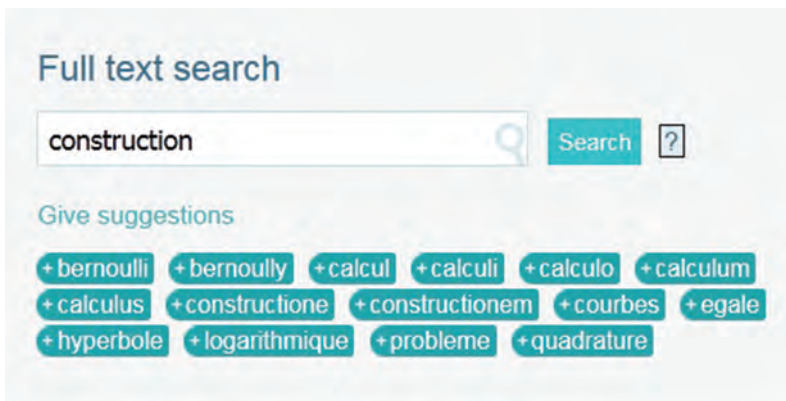 Full text search
construction Search ?
Give suggestions
+bernoulli +bernoully +calcul +calculi +calculo +calculum
+calculus +constructione +constructionem +courbes +egale
+hyperbole +logarithmique +probleme +quadrature